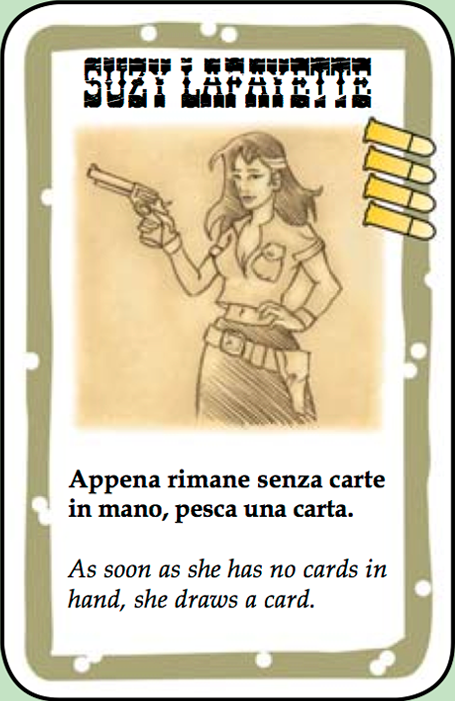 SUZY LAFAYETTE
Appena rimane senza carte
in mano, pesca una carta.
As soon as she has no cards in
hand, she draws a card.